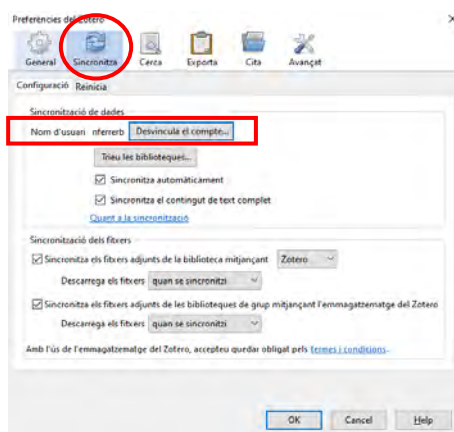 Preferències del Zotero
General Sincronitza Cerca Exporta Cita Avançat
Configuració Reinicia
Sincronització de dades
Nom d'usuari nferrerb Desvincula el compte...
Trieu les biblioteques...
Sincronitza automàticament
Sincronitza el contingut de text complet
Quant a la sincronització
Sincronització dels fitxers
Sincronitza els fitxers adjunts de la biblioteca mitjançant Zotero
Descarrega els fitxers quan se sincronitzi
Sincronitza els fitxers adjunts de les biblioteques de grup mitjançant l'emmagatzematge del Zotero
Descarrega els fitxers quan se sincronitzi
Amb l'ús de l'emmagatzematge del Zotero, accepteu quedar obligat pels termes i condicions.
OK Cancel Help